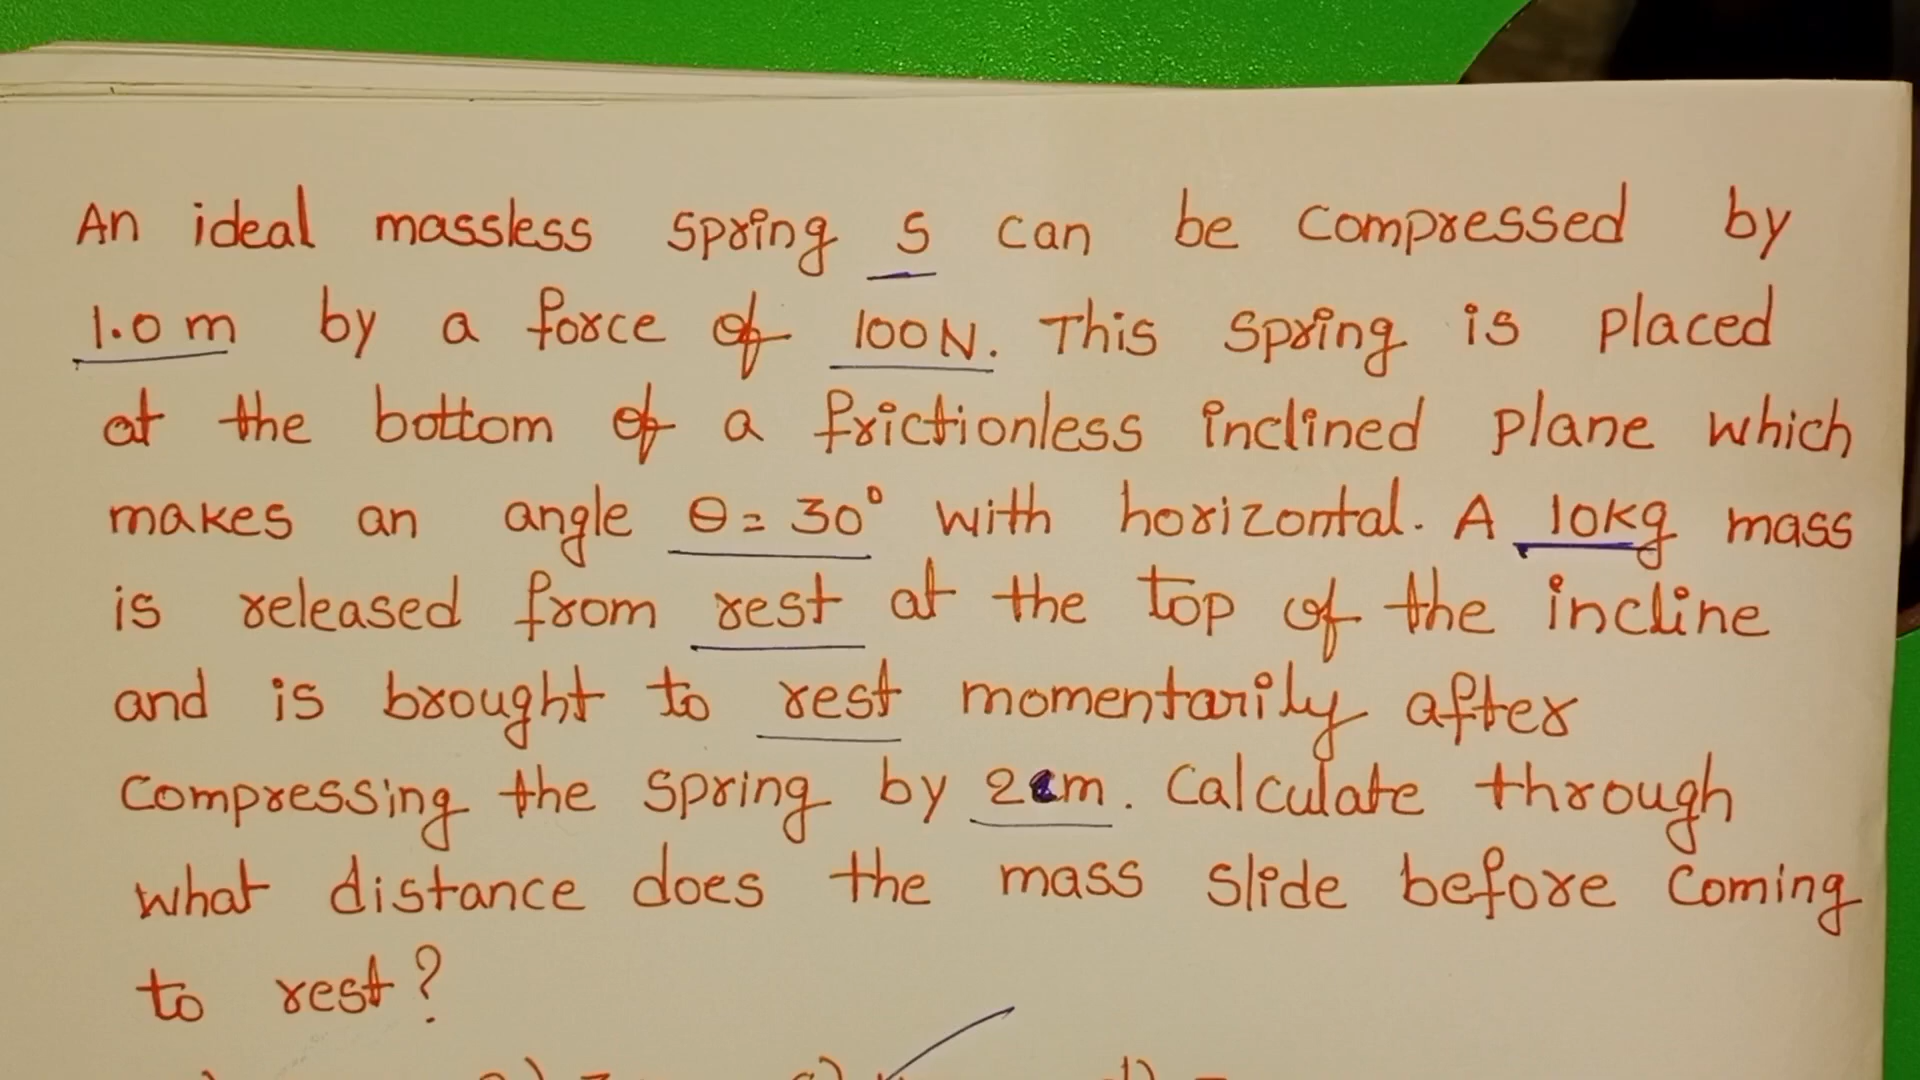 An ideal massless spring S can be compressed by
1.0 m by a force of 100N. This spring is placed
at the bottom of a frictionless inclined plane which
makes an angle θ = 30° with horizontal. A 10kg mass
is released from rest at the top of the incline
and is brought to rest momentarily after
compressing the spring by 2 m. Calculate through
what distance does the mass slide before coming
to rest?